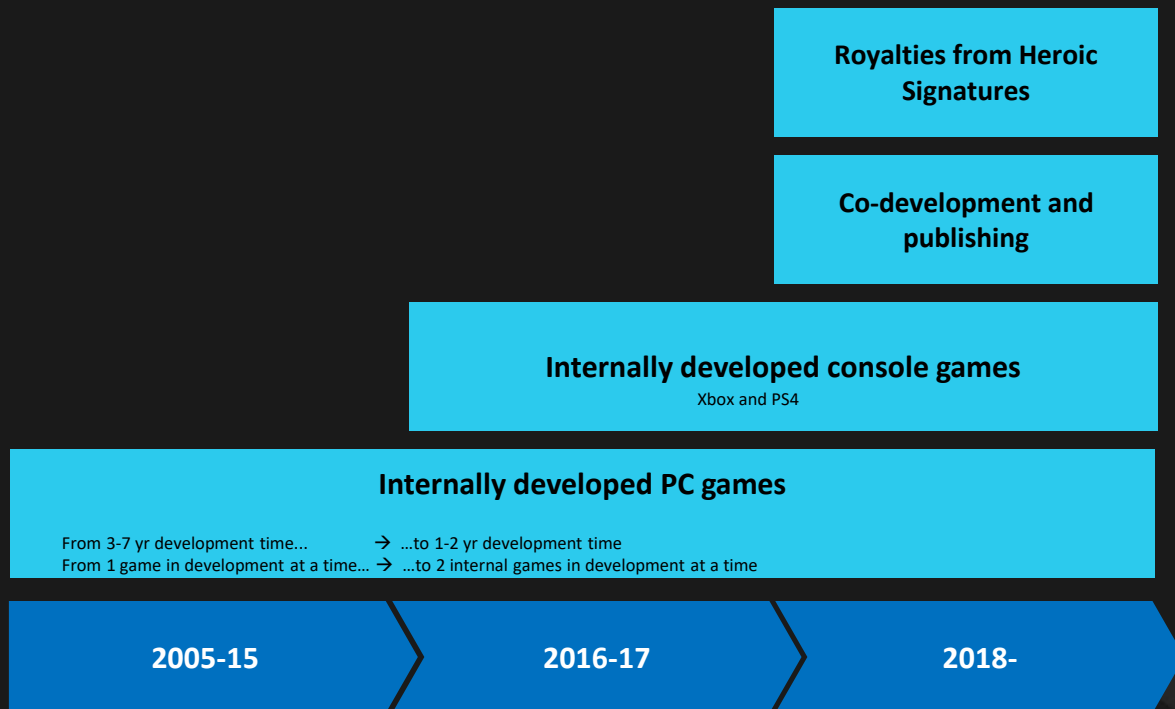 Royalties from Heroic
Signatures
Co-development and
publishing
Internally developed console games
Xbox and PS4
Internally developed PC games
From 3-7 yr development time... → ...to 1-2 yr development time
From 1 game in development at a time... → ...to 2 internal games in development at a time
2005-15
2016-17
2018-